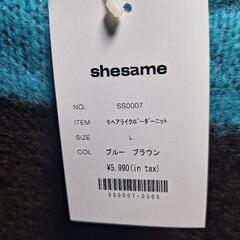 shesame
NO. SS0007
ITEM モヘアライクボーダーニット
SIZE L
COL ブルー ブラウン
¥5,990(in tax)
SS0007-0305